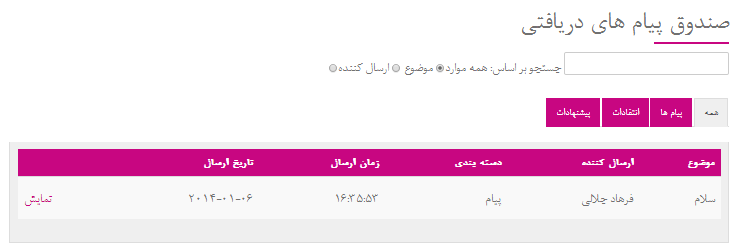 صندوق پیام های دریافتی
جستجو بر اساس: همه موارد موضوع ارسال کننده
همه پیام ها انتقادات پیشنهادات
موضوع ارسال کننده دسته بندی زمان ارسال تاریخ ارسال
سلام فرهاد جلالی پیام ۱۶:۳۵:۵۳ ۲۰۱۴-۰۱-۰۶ نمایش